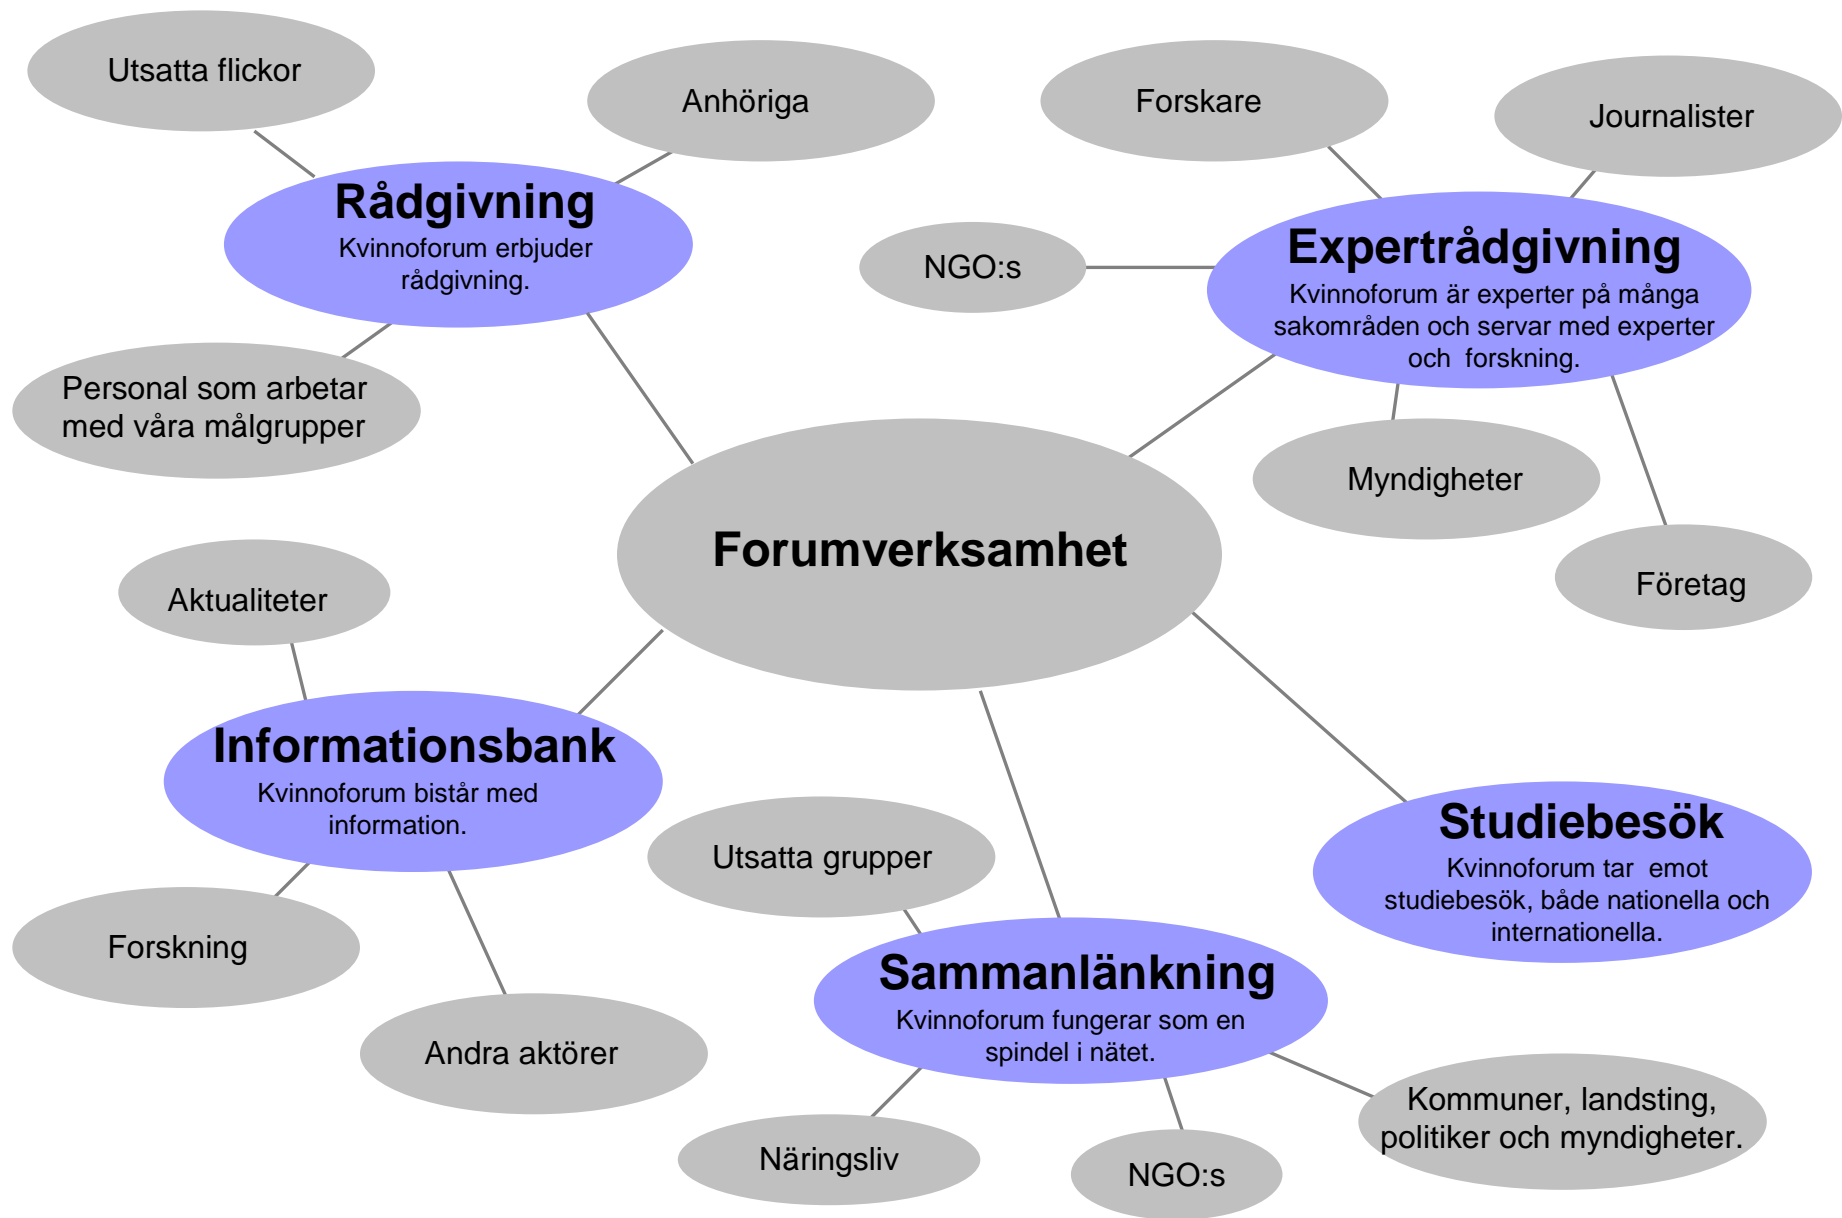 Utsatta flickor
Anhöriga
Rådgivning
Kvinnoforum erbjuder
rådgivning.
Personal som arbetar
med våra målgrupper
Forskare
Journalister
NGO:s
Expertrådgivning
Kvinnoforum är experter på många
sakområden och servar med experter
och forskning.
Myndigheter
Företag
Forumverksamhet
Aktualiteter
Informationsbank
Kvinnoforum bistår med
information.
Forskning
Andra aktörer
Utsatta grupper
Sammanlänkning
Kvinnoforum fungerar som en
spindel i nätet.
Näringsliv
NGO:s
Kommuner, landsting,
politiker och myndigheter.
Studiebesök
Kvinnoforum tar emot
studiebesök, både nationella och
internationella.